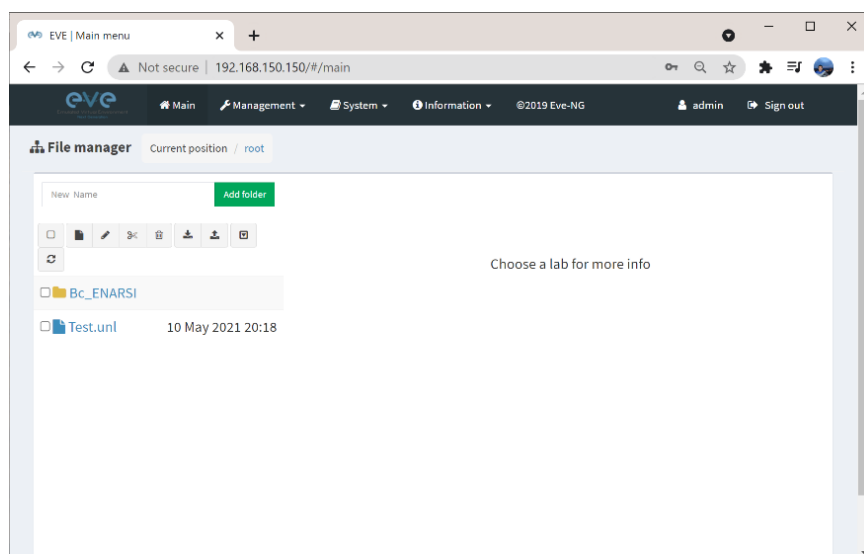 EVE | Main menu
Not secure | 192.168.150.150/#/main
eve
Main Management System Information ©2019 Eve-NG admin Sign out
File manager Current position / root
New Name Add folder
Choose a lab for more info
Bc_ENARSI
Test.unl 10 May 2021 20:18